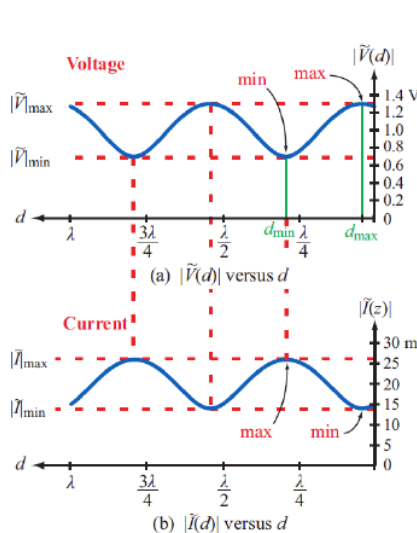 |Ṽ(d)|
Voltage
min
max
|Ṽ|max
|Ṽ|min
1.4 V
1.2
1.0
0.8
0.6
0.4
0.2
0
d
dmin
dmax
λ
3λ/4
λ/2
λ/4
(a) |Ṽ(d)| versus d
Current
|Ĩ(z)|
|Ĩ|max
|Ĩ|min
30 m
25
20
15
10
5
0
max
min
d
λ
3λ/4
λ/2
λ/4
(b) |Ĩ(d)| versus d